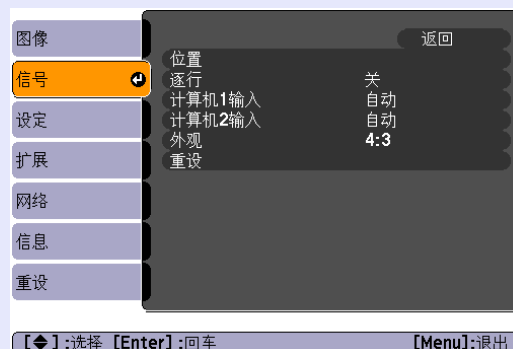 图像
信号
设定
扩展
网络
信息
重设
返回
位置
逐行 关
计算机1输入 自动
计算机2输入 自动
外观 4:3
重设
[◆]:选择 [Enter]:回车 [Menu]:退出